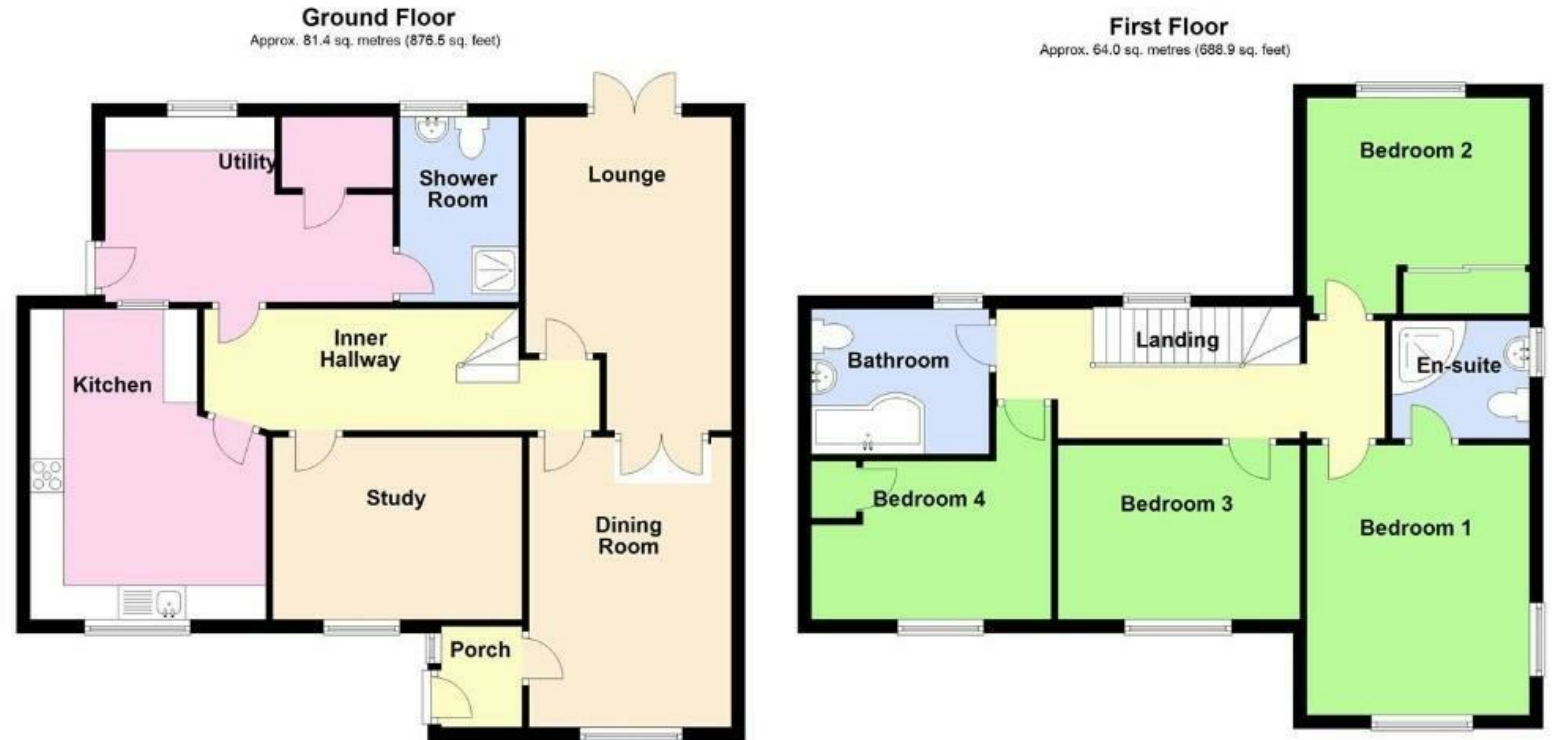 Ground Floor
Approx. 81.4 sq. metres (876.5 sq. feet)
Utility
Shower
Room
Lounge
Inner
Hallway
Kitchen
Study
Dining
Room
Porch
First Floor
Approx. 64.0 sq. metres (688.9 sq. feet)
Bedroom 2
Landing
Bathroom
En-suite
Bedroom 4
Bedroom 3
Bedroom 1